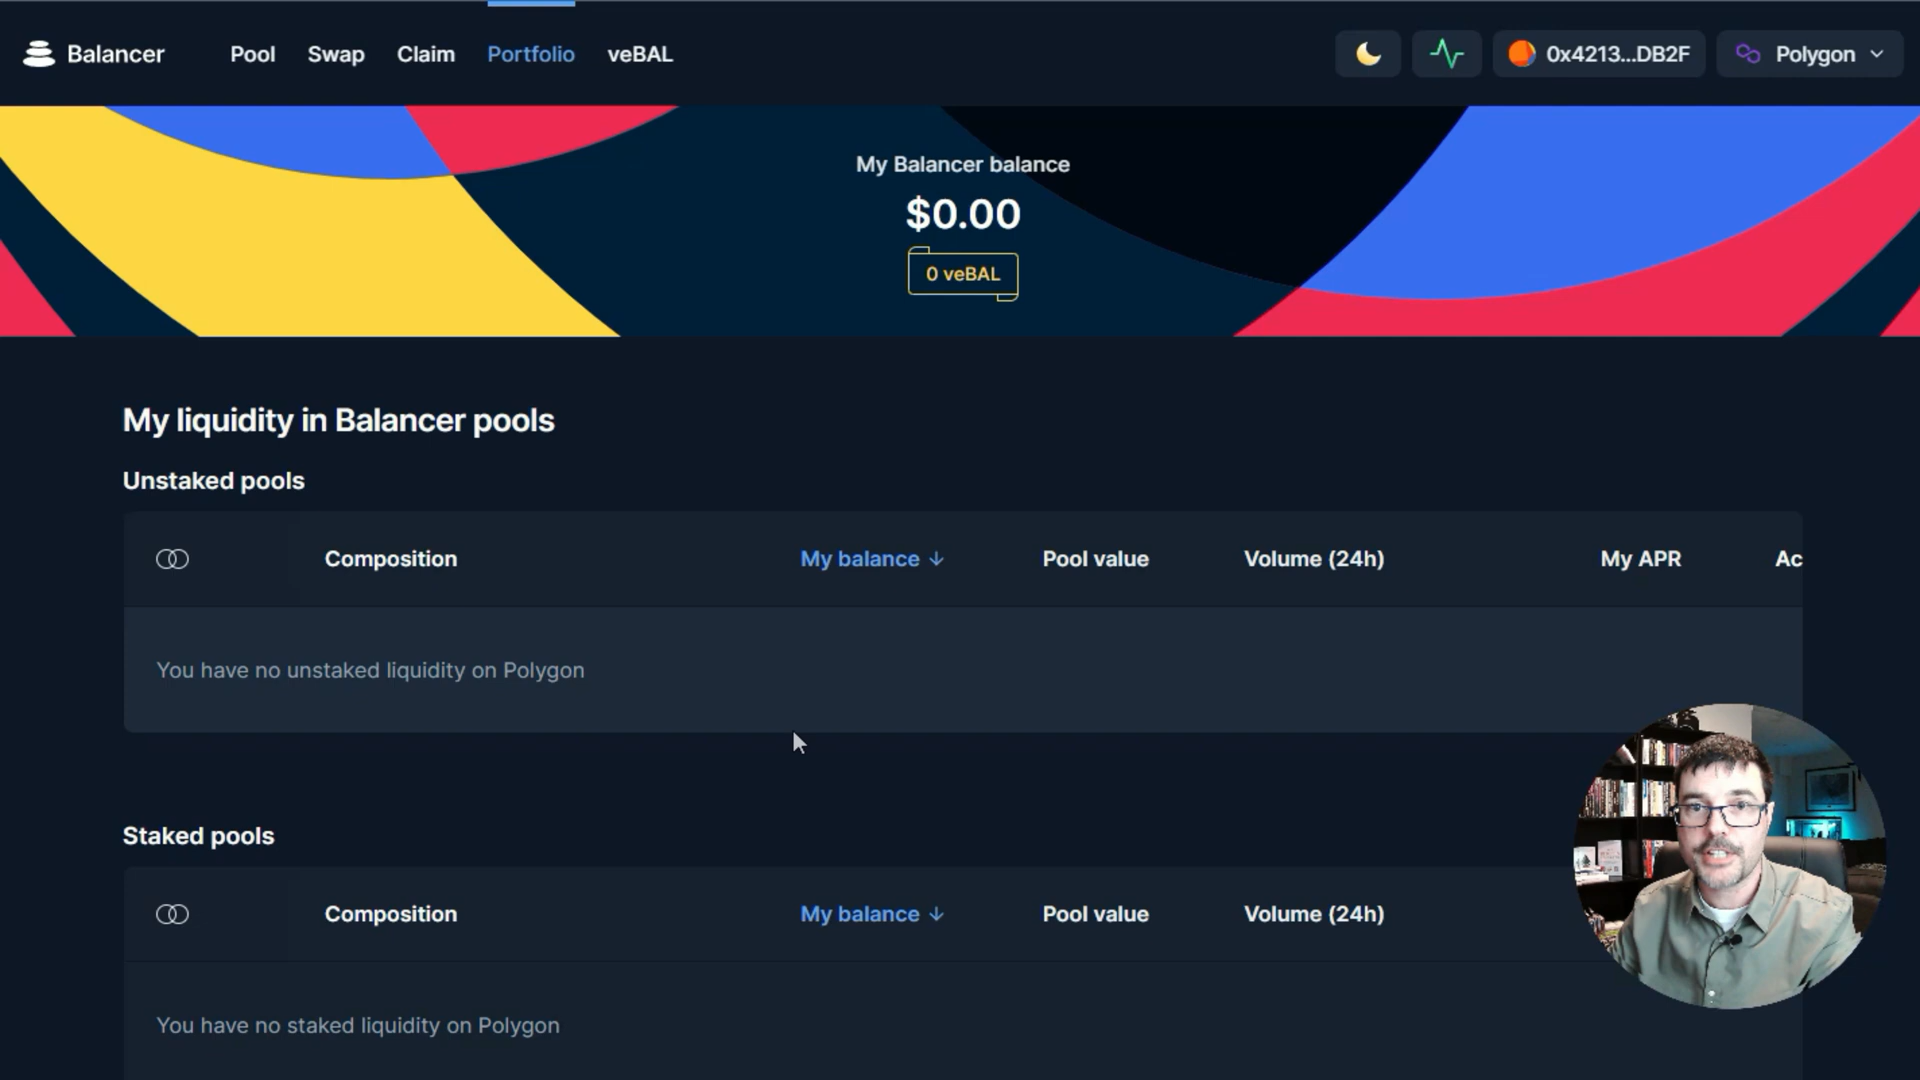 Balancer
Pool
Swap
Claim
Portfolio
veBAL
0x4213...DB2F
Polygon
My Balancer balance
$0.00
0 veBAL
My liquidity in Balancer pools
Unstaked pools
Composition
My balance ↓
Pool value
Volume (24h)
My APR
Ac
You have no unstaked liquidity on Polygon
Staked pools
Composition
My balance ↓
Pool value
Volume (24h)
You have no staked liquidity on Polygon